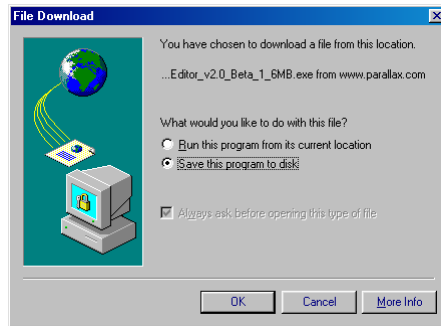 File Download
You have chosen to download a file from this location.
...Editor_v2.0_Beta_1_6MB.exe from www.parallax.com
What would you like to do with this file?
Run this program from its current location
Save this program to disk
Always ask before opening this type of file
OK Cancel More Info